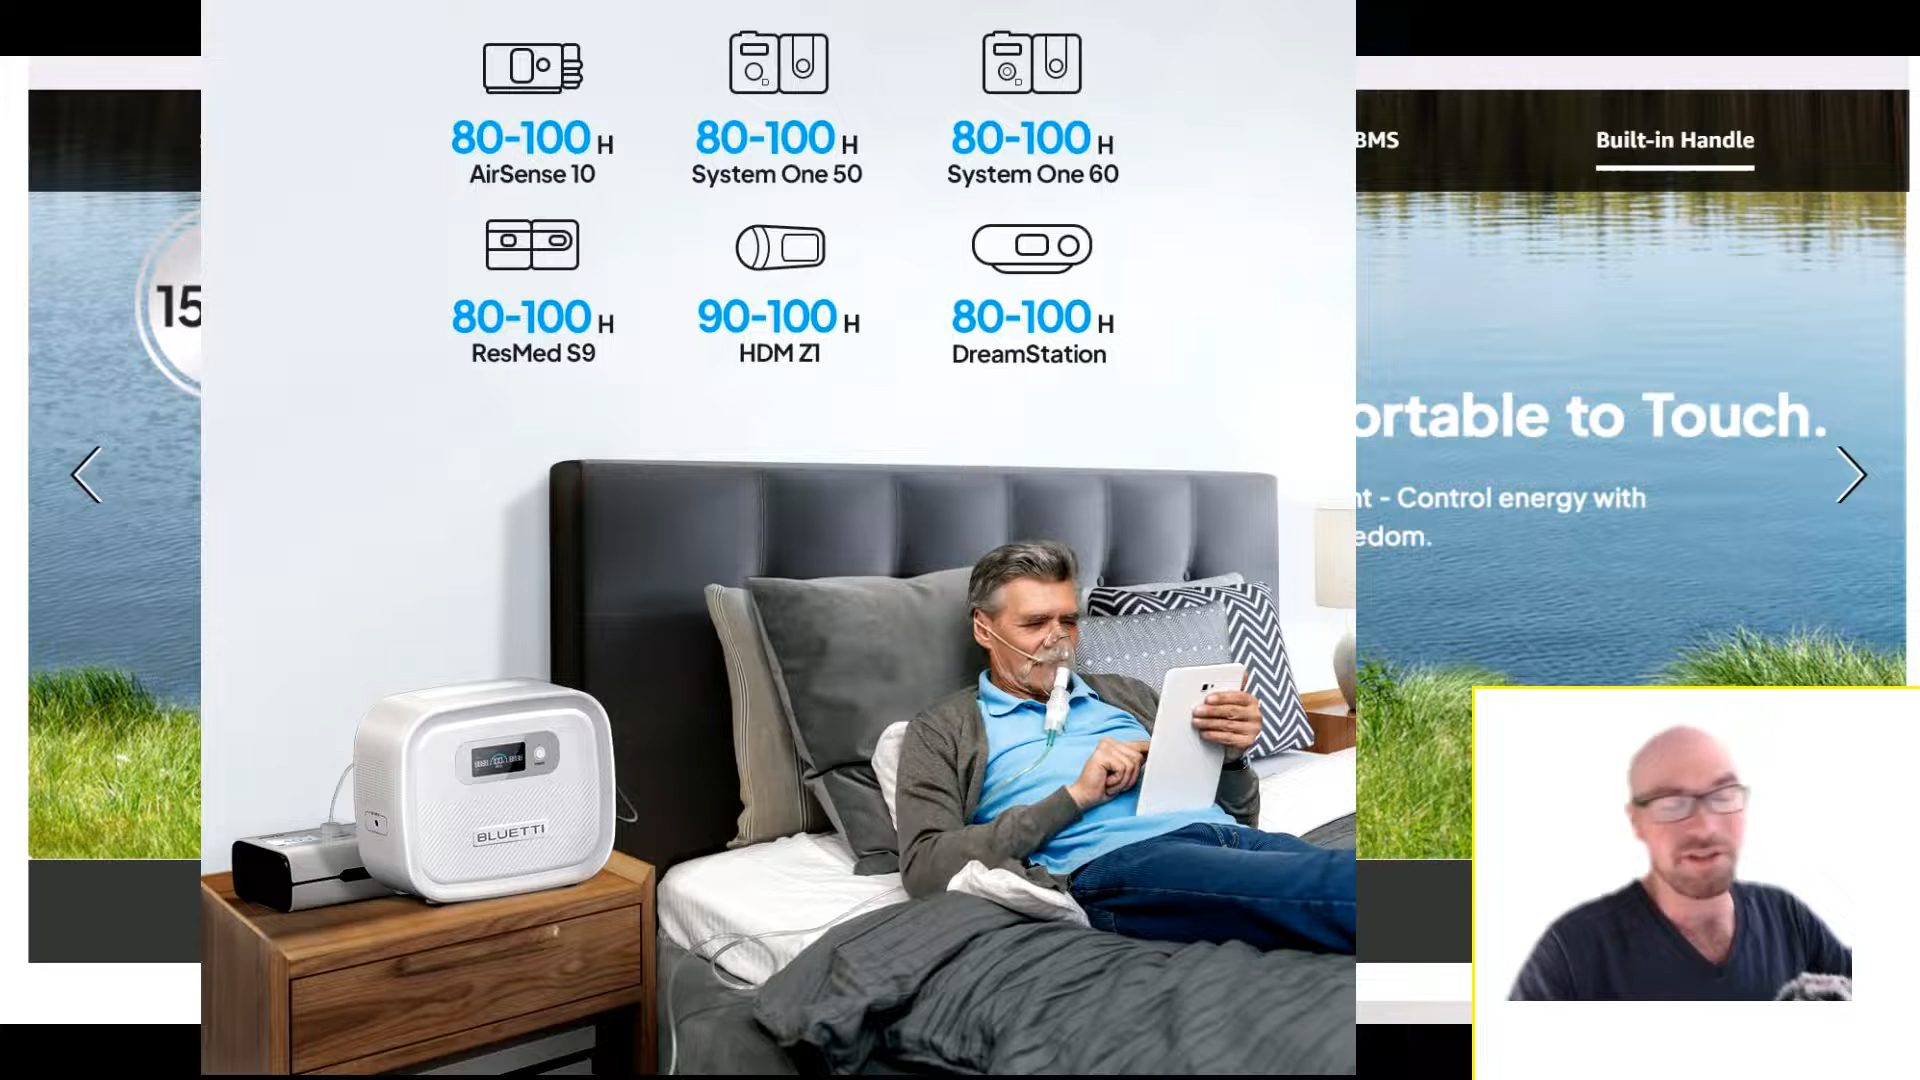 80-100 H
AirSense 10
80-100 H
System One 50
80-100 H
System One 60
80-100 H
ResMed S9
90-100 H
HDM Z1
80-100 H
DreamStation
BLUETTI
15
BMS
Built-in Handle
ortable to Touch.
nt - Control energy with
edom.